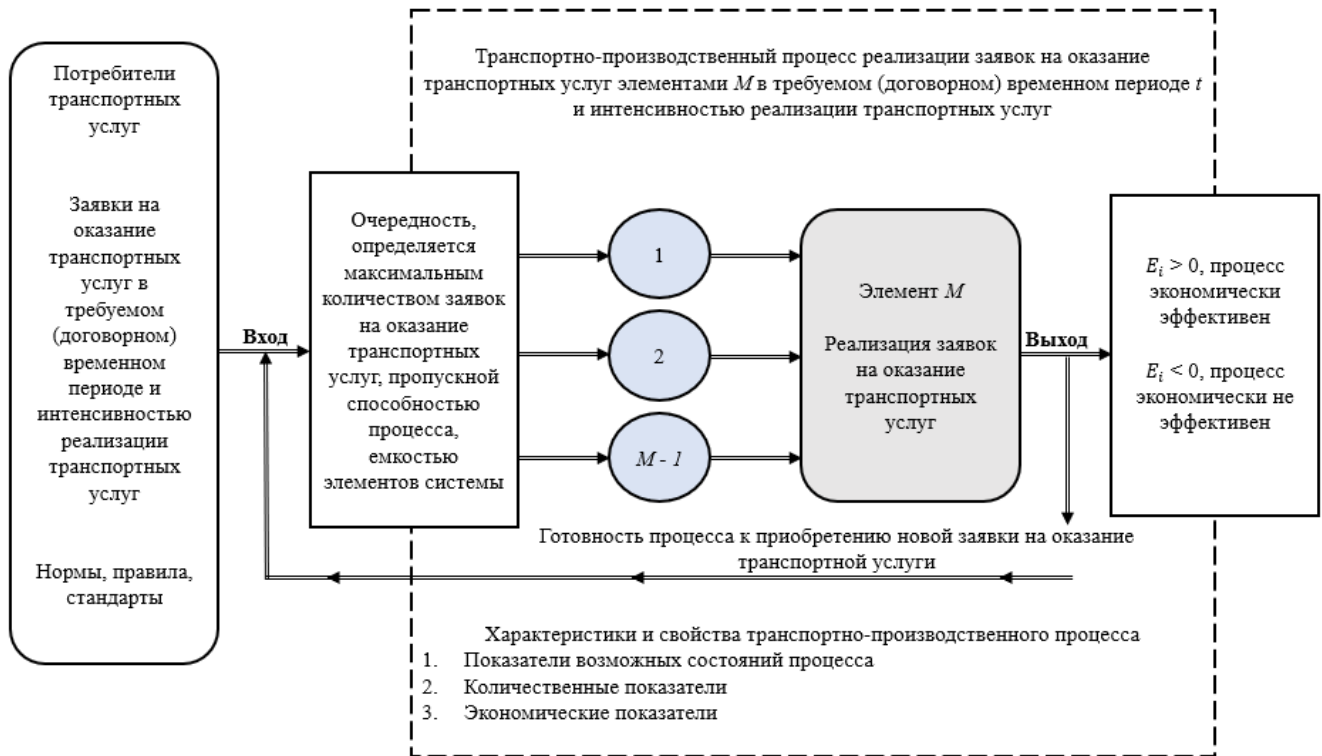 Потребители
транспортных
услуг
Заявки на
оказание
транспортных
услуг в
требуемом
(договорном)
временном
периоде и
интенсивностью
реализации
транспортных
услуг
Нормы, правила,
стандарты
Вход
Транспортно-производственный процесс реализации заявок на оказание
транспортных услуг элементами M в требуемом (договорном) временном периоде t
и интенсивностью реализации транспортных услуг
Очередность,
определяется
максимальным
количеством заявок
на оказание
транспортных
услуг, пропускной
способностью
процесса,
емкостью
элементов системы
1
2
M - 1
Элемент M
Реализация заявок
на оказание
транспортных
услуг
Выход
E_i > 0, процесс
экономически
эффективен
E_i < 0, процесс
экономически не
эффективен
Готовность процесса к приобретению новой заявки на оказание
транспортной услуги
Характеристики и свойства транспортно-производственного процесса
1. Показатели возможных состояний процесса
2. Количественные показатели
3. Экономические показатели